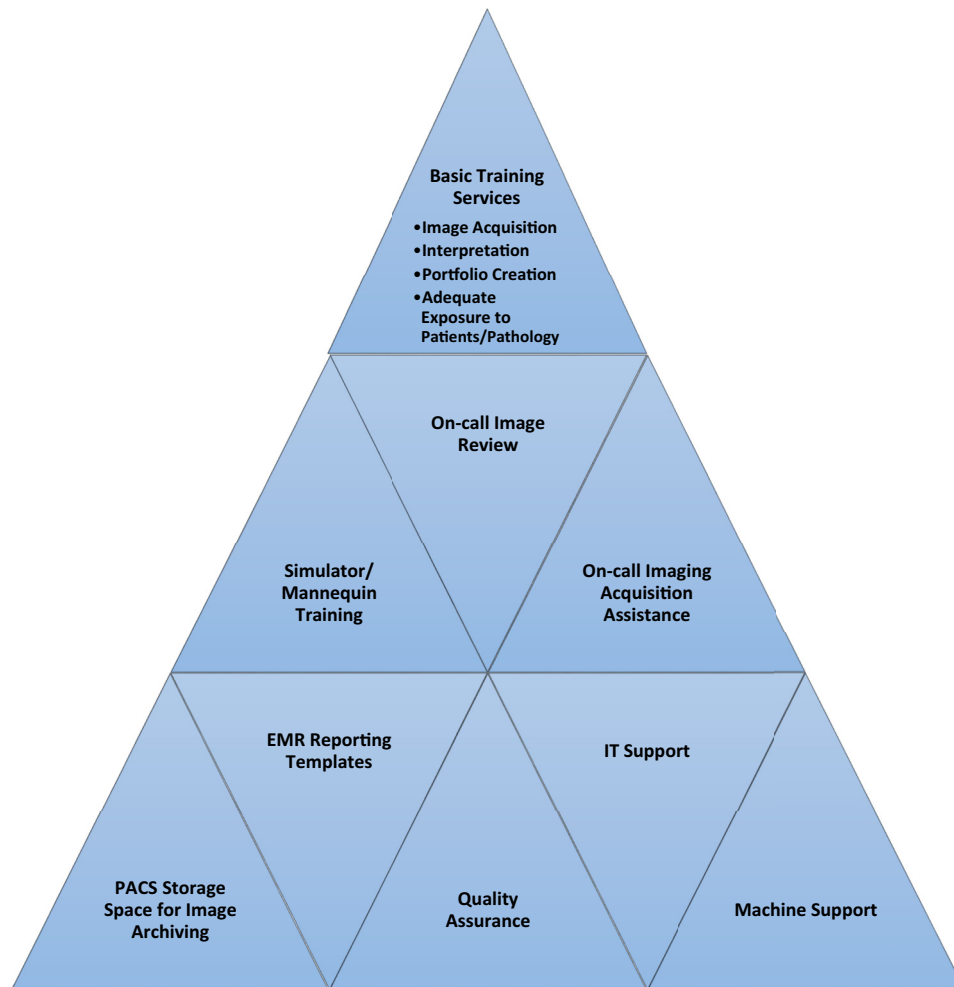 Basic Training
Services
•Image Acquisition
•Interpretation
•Portfolio Creation
•Adequate
Exposure to
Patients/Pathology
On-call Image
Review
Simulator/
Mannequin
Training
On-call Imaging
Acquisition
Assistance
EMR Reporting
Templates
IT Support
PACS Storage
Space for Image
Archiving
Quality
Assurance
Machine Support